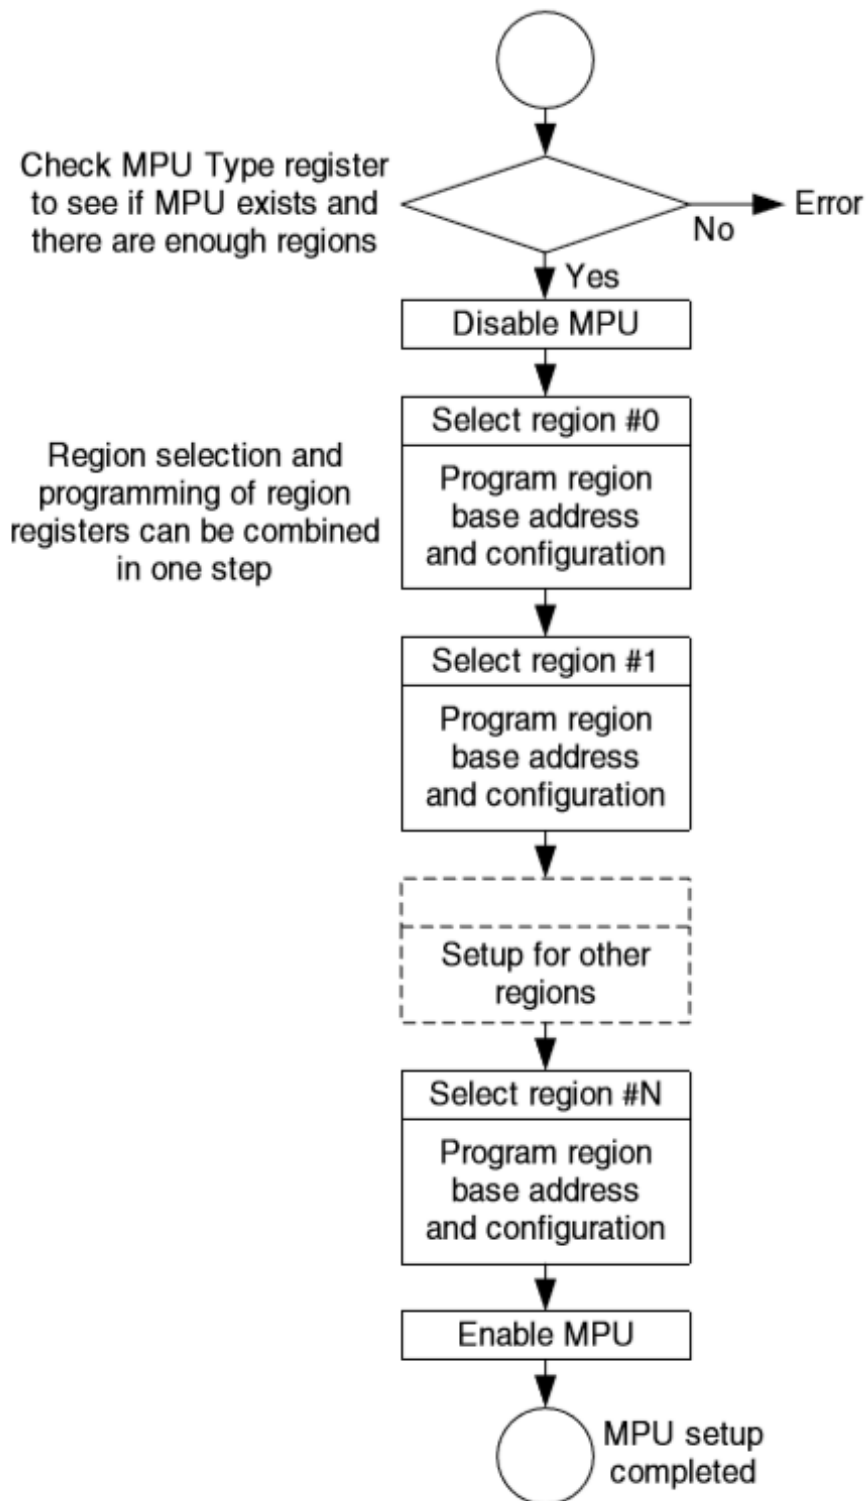 Check MPU Type register
to see if MPU exists and
there are enough regions
No
Error
Yes
Disable MPU
Select region #0
Program region
base address
and configuration
Region selection and
programming of region
registers can be combined
in one step
Select region #1
Program region
base address
and configuration
Setup for other
regions
Select region #N
Program region
base address
and configuration
Enable MPU
MPU setup
completed